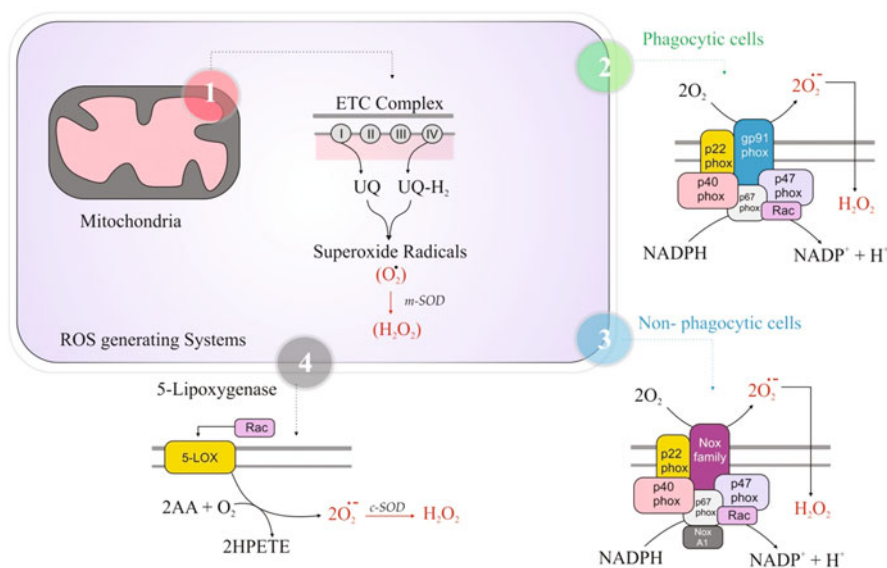 1
ETC Complex
I II III IV
UQ UQ-H₂
Superoxide Radicals
(O₂•)
m-SOD
(H₂O₂)
Mitochondria
ROS generating Systems
2
Phagocytic cells
2O₂ 2O₂•−
p22 phox
gp91 phox
p40 phox
p67 phox
p47 phox
Rac
H₂O₂
NADPH NADP⁺ + H⁺
3
Non- phagocytic cells
2O₂ 2O₂•−
p22 phox
Nox family
p40 phox
p67 phox
p47 phox
Rac
Nox A1
H₂O₂
NADPH NADP⁺ + H⁺
4
5-Lipoxygenase
Rac
5-LOX
2AA + O₂ 2O₂•− c-SOD H₂O₂
2HPETE